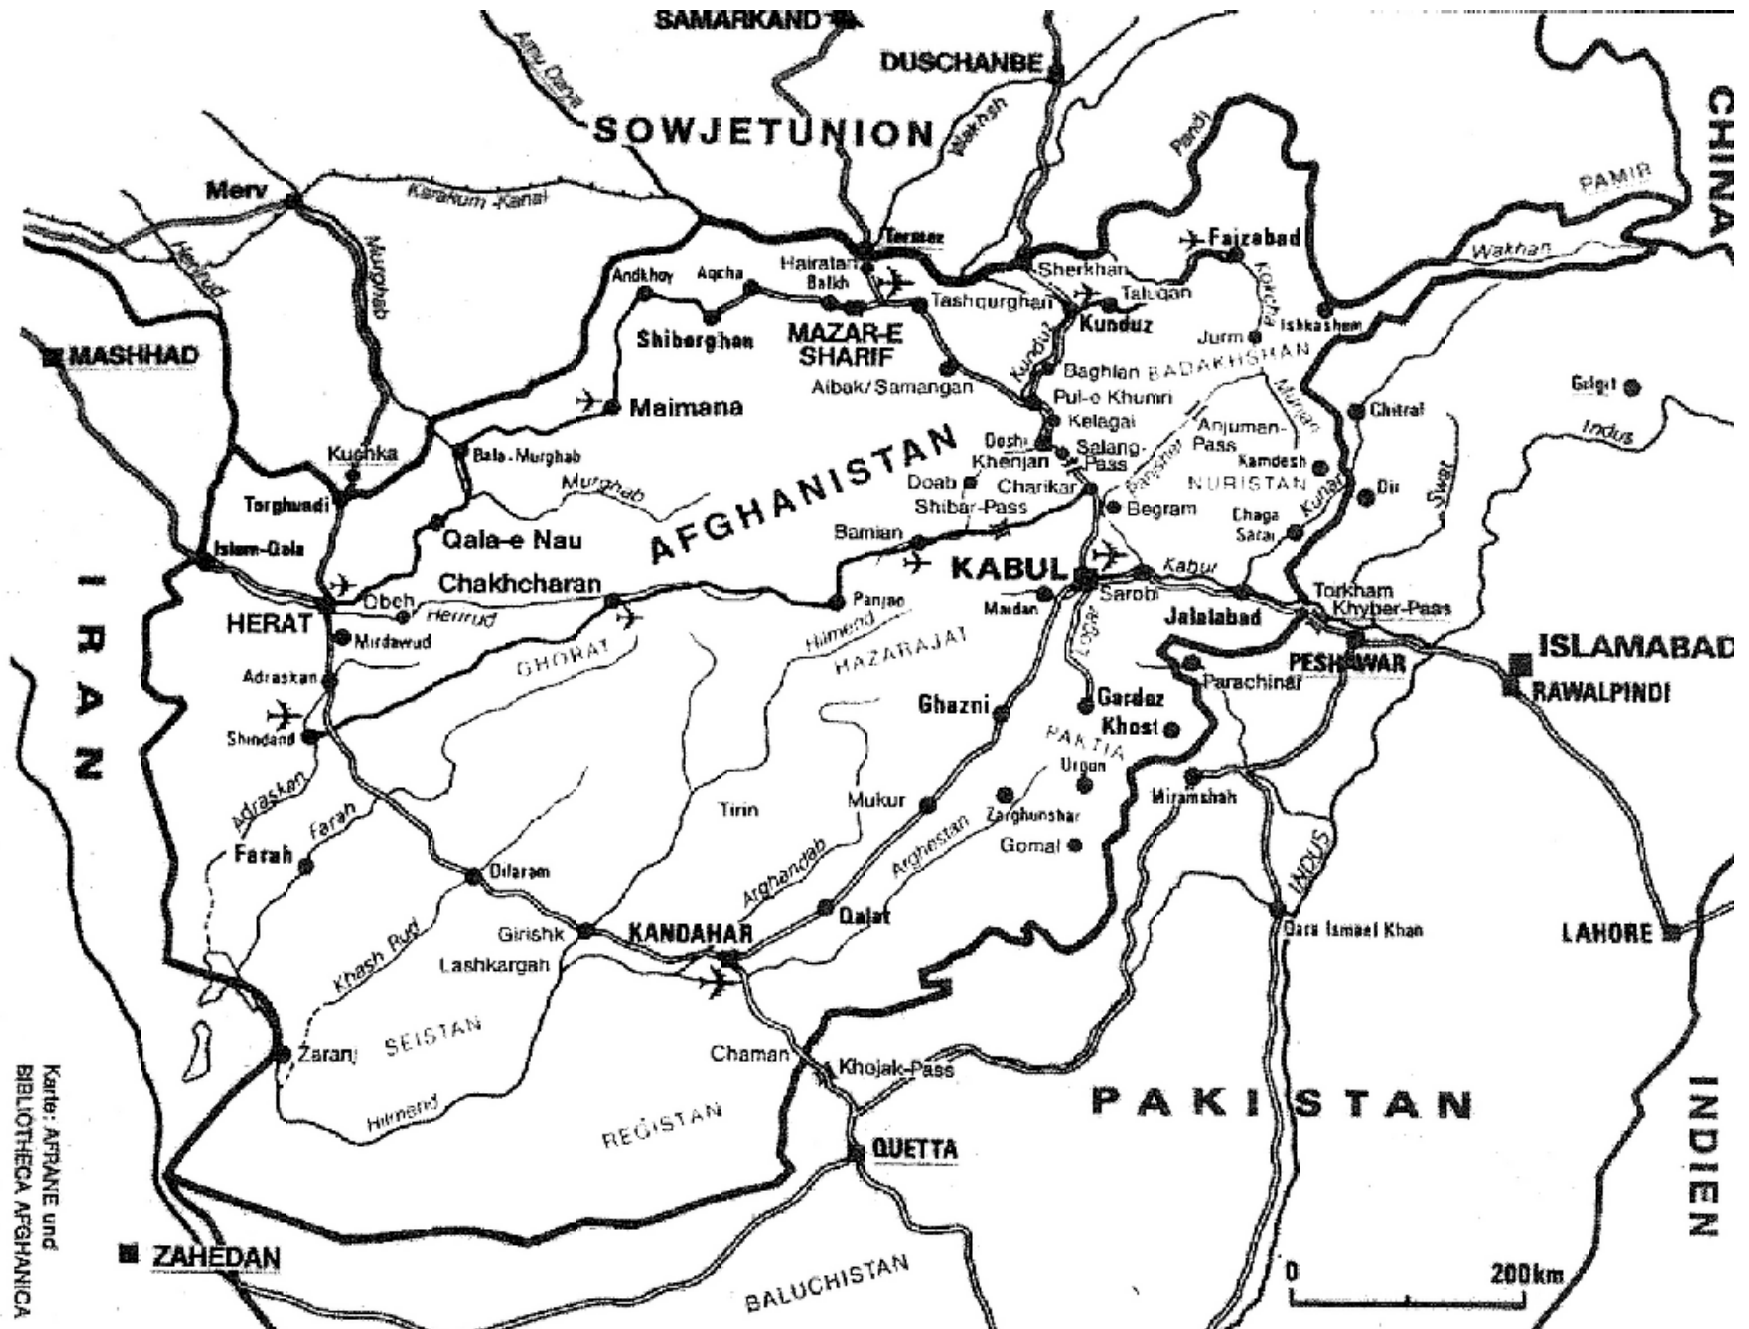 SAMARKAND
DUSCHANBE
Amu Darya
SOWJETUNION
Wakhsh
Pandj
CHINA
PAMIR
Merv
Karakum-Kanal
Murghab
Herirud
Termez
Faizabad
Wakhan
Hairatan
Andkhoy
Aqcha
Balkh
Sherkhan
Kokcha
Tashqurghan
Taluqan
Kunduz
Ishkashem
Shiberghan
MAZAR-E
SHARIF
Kunduz
Jurm
MASHHAD
Baghlan
BADAKHSHAN
Aibak/Samangan
Gilgit
Maimana
Pul-e Khumri
Munjan
Chitral
Kelagai
Anjuman-
Pass
Indus
Kushka
Bala-Murghab
AFGHANISTAN
Doshi
Salang-
Pass
Khenjan
Panjsher
Kamdesh
Murghab
Doab
Charikar
NURISTAN
Kunar
Dir
Swat
Torghundi
Shibar-Pass
Begram
Chaga
Sarai
Qala-e Nau
Bamian
Islam-Qala
KABUL
Kabur
IRAN
Chakhcharan
Obeh
Herirud
Panjao
Maidan
Sarobi
Torkham
Khyber-Pass
HERAT
Jalalabad
Mirdawud
Hilmend
Logar
GHORAT
HAZARAJAT
ISLAMABAD
PESHAWAR
Adraskan
Parachinar
RAWALPINDI
Ghazni
Gardez
Khost
Shindand
PAKTIA
Urgun
Adraskan
Tirin
Mukur
Zarghunshar
Miramshah
Farah
Farah
Gomal
Arghestan
INDUS
Dilaram
Arghandab
Qalat
Girishk
KANDAHAR
Dara Ismael Khan
LAHORE
Khash Rud
Lashkargah
Zaranj
SEISTAN
Chaman
Khojak-Pass
Hilmend
REGISTAN
PAKISTAN
INDIEN
QUETTA
ZAHEDAN
BALUCHISTAN
0 200km
Karte: AFRANE und
BIBLIOTHECA AFGHANICA